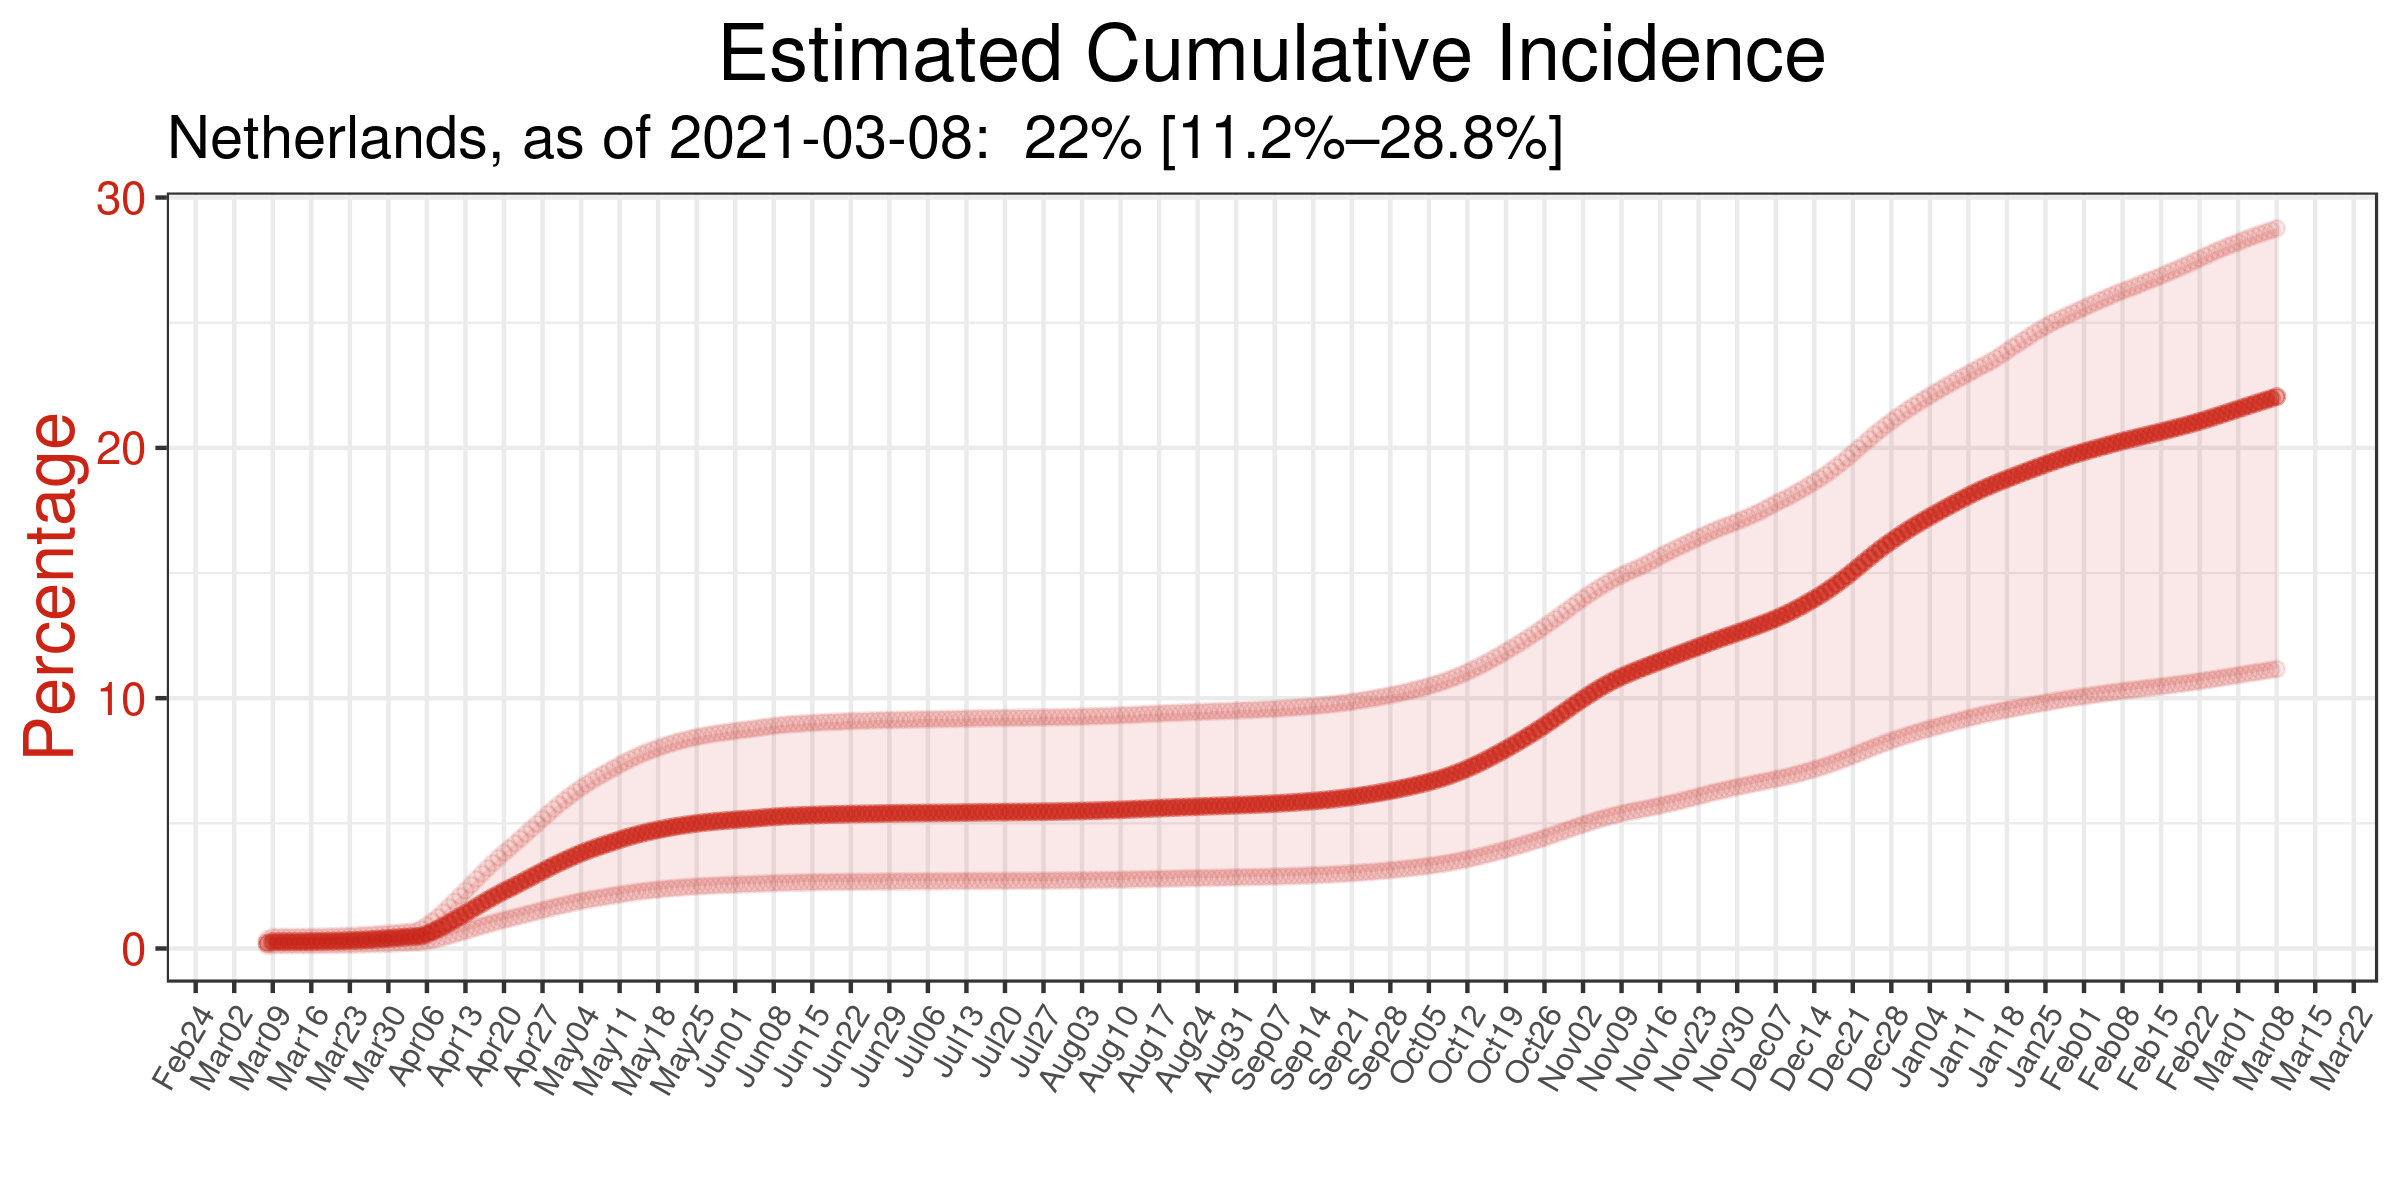 Estimated Cumulative Incidence
Netherlands, as of 2021-03-08:  22% [11.2%–28.8%]
Percentage
30
20
10
0
Feb24
Mar02
Mar09
Mar16
Mar23
Mar30
Apr06
Apr13
Apr20
Apr27
May04
May11
May18
May25
Jun01
Jun08
Jun15
Jun22
Jun29
Jul06
Jul13
Jul20
Jul27
Aug03
Aug10
Aug17
Aug24
Aug31
Sep07
Sep14
Sep21
Sep28
Oct05
Oct12
Oct19
Oct26
Nov02
Nov09
Nov16
Nov23
Nov30
Dec07
Dec14
Dec21
Dec28
Jan04
Jan11
Jan18
Jan25
Feb01
Feb08
Feb15
Feb22
Mar01
Mar08
Mar15
Mar22